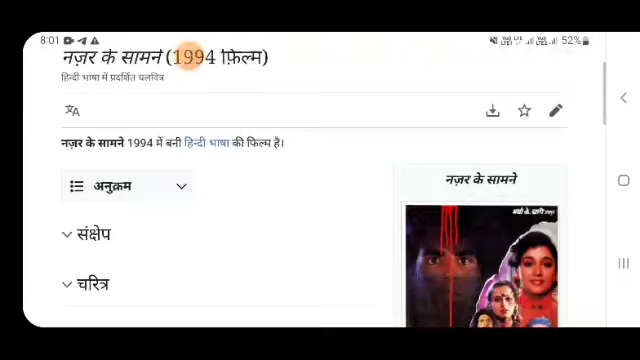 8:01
52%
नज़र के सामने (1994 फ़िल्म)
हिन्दी भाषा में प्रदर्शित चलचित्र
नज़र के सामने 1994 में बनी हिन्दी भाषा की फिल्म है।
अनुक्रम
नज़र के सामने
संक्षेप
चरित्र